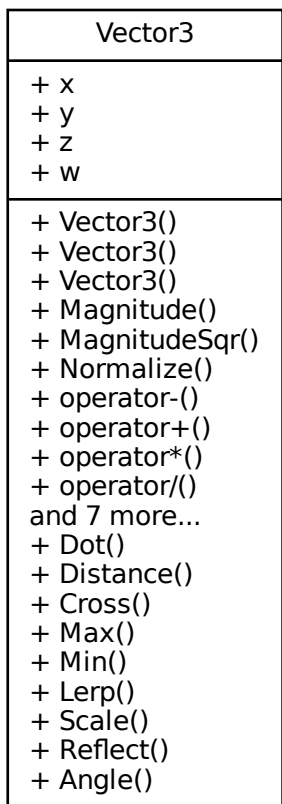 Vector3
+ x
+ y
+ z
+ w
+ Vector3()
+ Vector3()
+ Vector3()
+ Magnitude()
+ MagnitudeSqr()
+ Normalize()
+ operator-()
+ operator+()
+ operator*()
+ operator/()
and 7 more...
+ Dot()
+ Distance()
+ Cross()
+ Max()
+ Min()
+ Lerp()
+ Scale()
+ Reflect()
+ Angle()